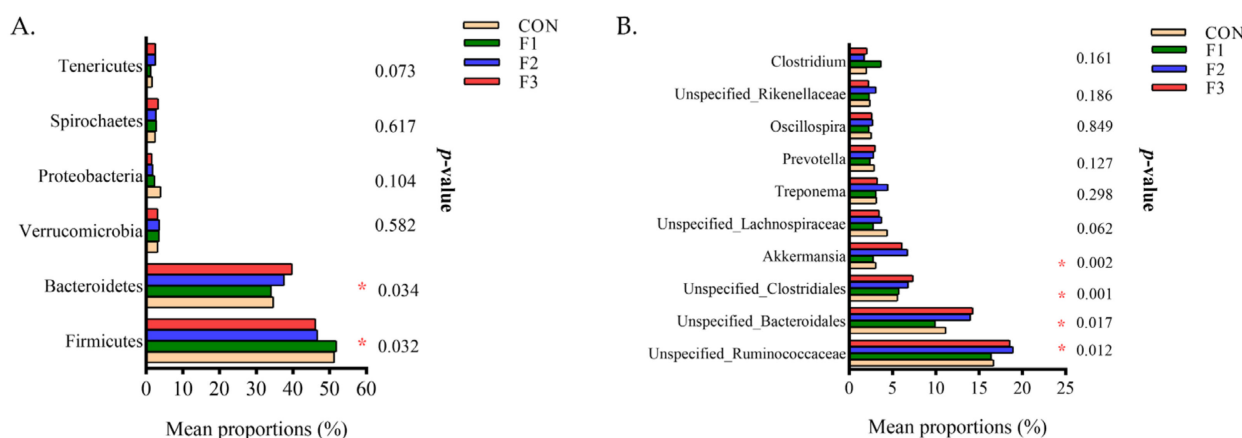 A.
CON
F1
F2
F3
Tenericutes 0.073
Spirochaetes 0.617
Proteobacteria 0.104
Verrucomicrobia 0.582
Bacteroidetes * 0.034
Firmicutes * 0.032
p-value
0 10 20 30 40 50 60
Mean proportions (%)
B.
CON
F1
F2
F3
Clostridium 0.161
Unspecified_Rikenellaceae 0.186
Oscillospira 0.849
Prevotella 0.127
Treponema 0.298
Unspecified_Lachnospiraceae 0.062
Akkermansia * 0.002
Unspecified_Clostridiales * 0.001
Unspecified_Bacteroidales * 0.017
Unspecified_Ruminococcaceae * 0.012
p-value
0 5 10 15 20 25
Mean proportions (%)